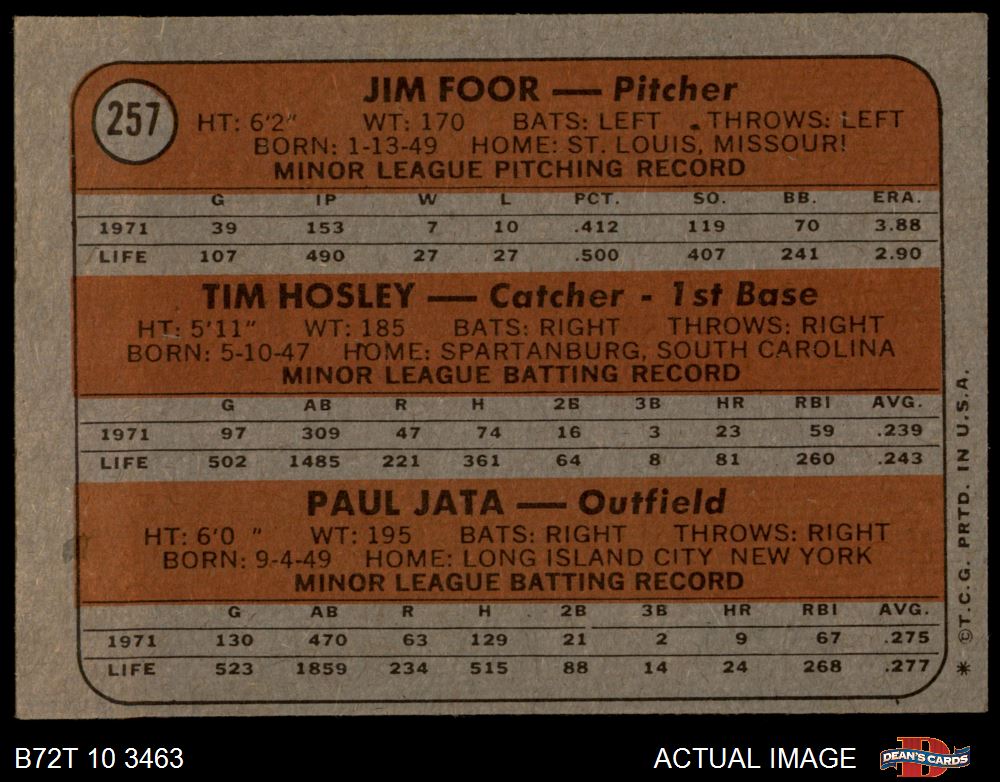 257
JIM FOOR — Pitcher
HT: 6'2" WT: 170 BATS: LEFT THROWS: LEFT
BORN: 1-13-49 HOME: ST. LOUIS, MISSOURI
MINOR LEAGUE PITCHING RECORD
G IP W L PCT. SO. BB. ERA.
1971 39 153 7 10 .412 119 70 3.88
LIFE 107 490 27 27 .500 407 241 2.90
TIM HOSLEY — Catcher - 1st Base
HT: 5'11" WT: 185 BATS: RIGHT THROWS: RIGHT
BORN: 5-10-47 HOME: SPARTANBURG, SOUTH CAROLINA
MINOR LEAGUE BATTING RECORD
G AB R H 2B 3B HR RBI AVG.
1971 97 309 47 74 16 3 23 59 .239
LIFE 502 1485 221 361 64 8 81 260 .243
PAUL JATA — Outfield
HT: 6'0 " WT: 195 BATS: RIGHT THROWS: RIGHT
BORN: 9-4-49 HOME: LONG ISLAND CITY NEW YORK
MINOR LEAGUE BATTING RECORD
G AB R H 2B 3B HR RBI AVG.
1971 130 470 63 129 21 2 9 67 .275
LIFE 523 1859 234 515 88 14 24 268 .277
* ©T.C.G. PRTD. IN U.S.A.
B72T 10 3463 ACTUAL IMAGE DEAN'S CARDS